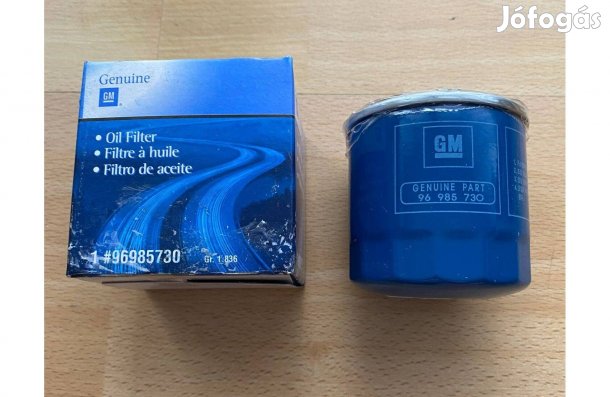 Jófogás
Genuine
GM
• Oil Filter
• Filtre à huile
• Filtro de aceite
1 #96985730
Gr. 1.836
GM
GENUINE PART
96 985 730